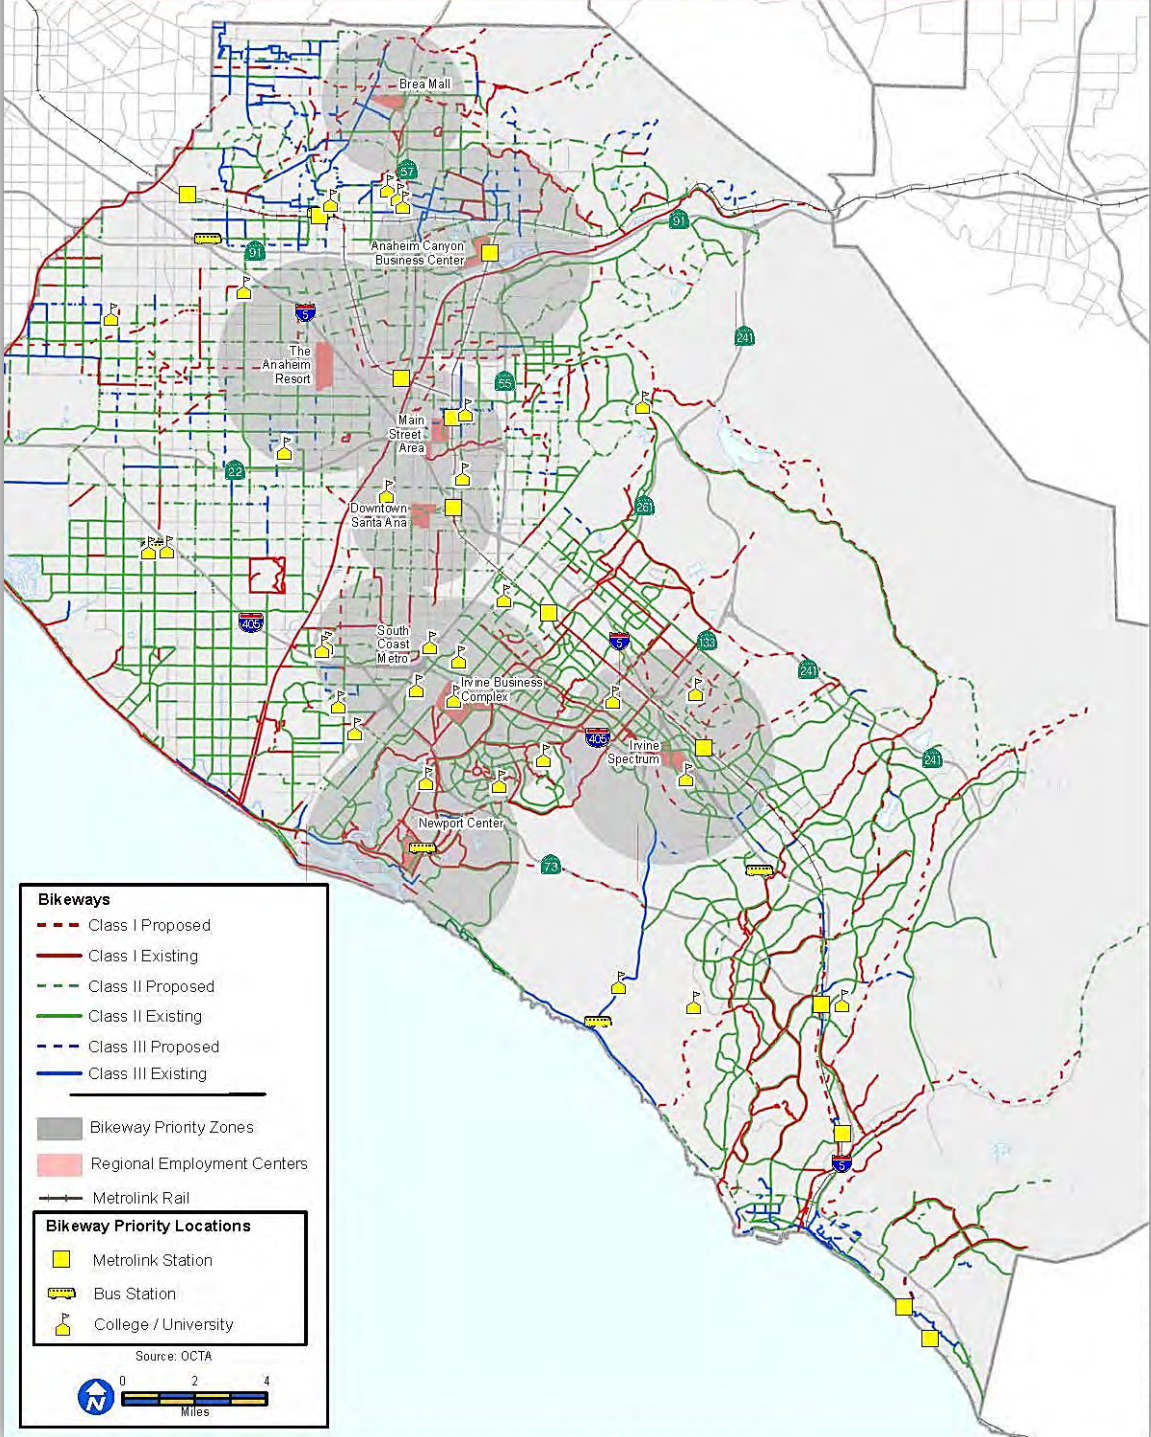 Brea Mall
57
91
Anaheim Canyon
Business Center
91
5
241
The
Anaheim
Resort
55
Main
Street
Area
22
Downtown
Santa Ana
261
405
South
Coast
Metro
5
133
241
Irvine Business
Complex
405
Irvine
Spectrum
241
Newport Center
73
5
Bikeways
Class I Proposed
Class I Existing
Class II Proposed
Class II Existing
Class III Proposed
Class III Existing
Bikeway Priority Zones
Regional Employment Centers
Metrolink Rail
Bikeway Priority Locations
Metrolink Station
Bus Station
College / University
Source: OCTA
N
0 2 4
Miles